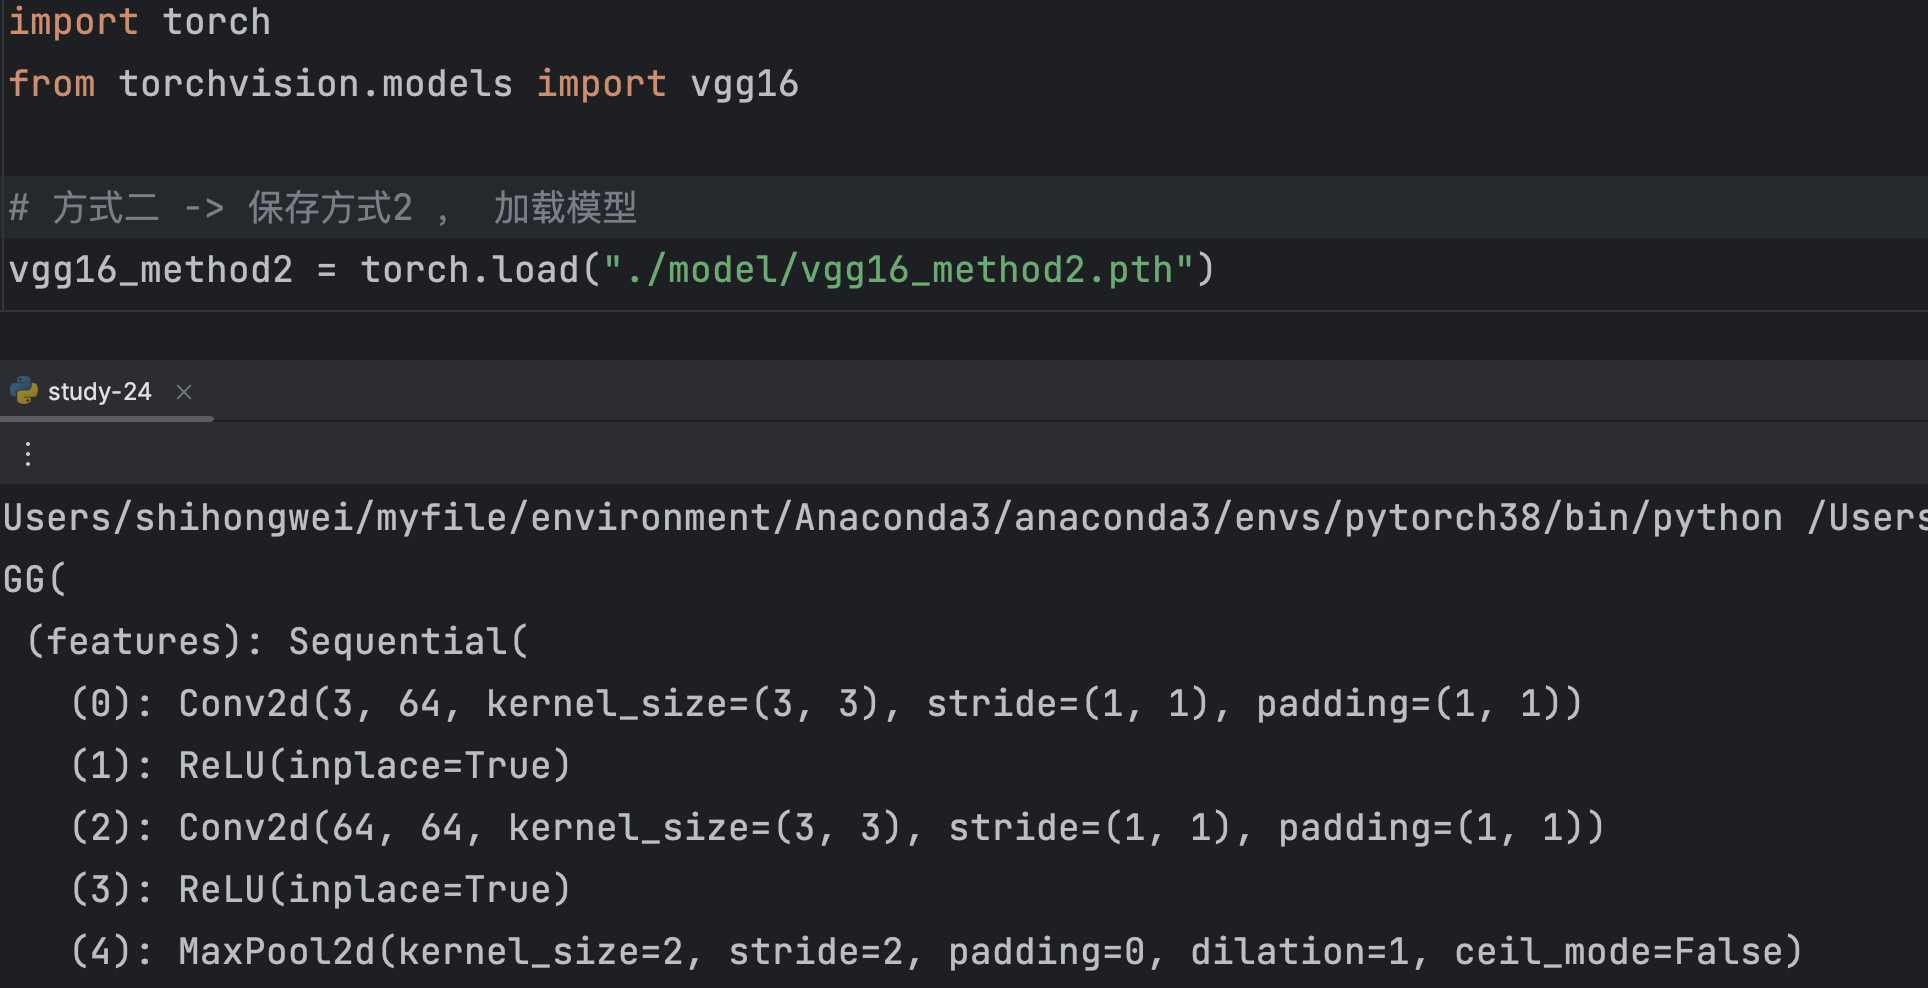 import torch
from torchvision.models import vgg16
# 方式二 -> 保存方式2 ， 加载模型
vgg16_method2 = torch.load("./model/vgg16_method2.pth")
study-24
Users/shihongwei/myfile/environment/Anaconda3/anaconda3/envs/pytorch38/bin/python /Users
GG(
(features): Sequential(
(0): Conv2d(3, 64, kernel_size=(3, 3), stride=(1, 1), padding=(1, 1))
(1): ReLU(inplace=True)
(2): Conv2d(64, 64, kernel_size=(3, 3), stride=(1, 1), padding=(1, 1))
(3): ReLU(inplace=True)
(4): MaxPool2d(kernel_size=2, stride=2, padding=0, dilation=1, ceil_mode=False)